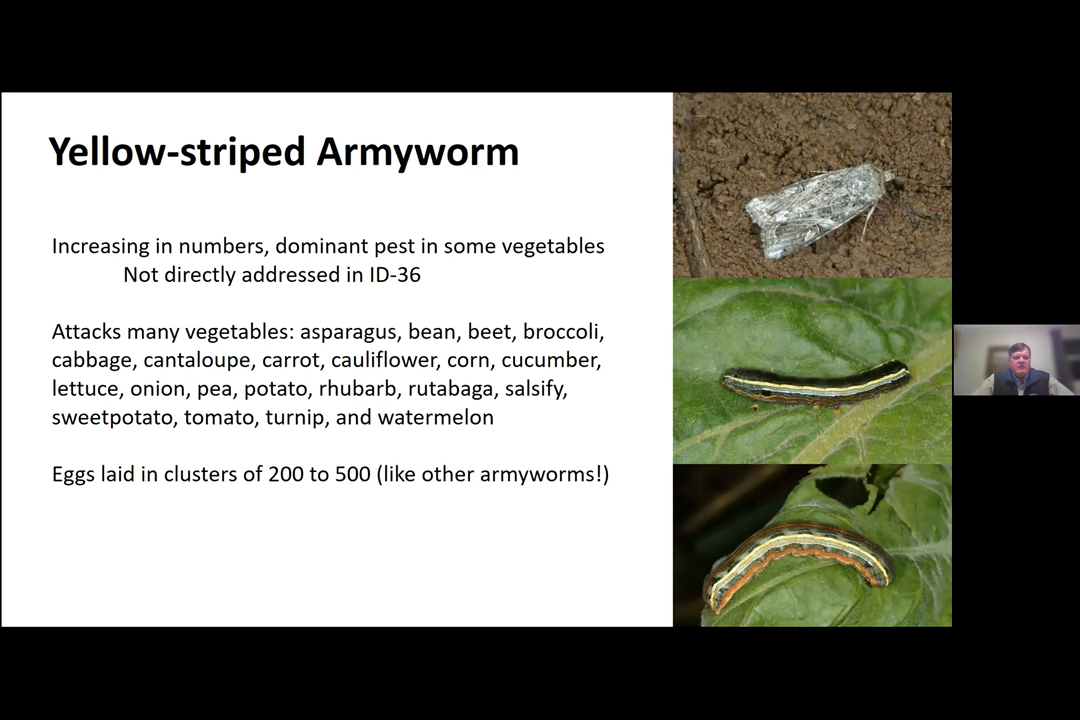 Yellow-striped Armyworm
Increasing in numbers, dominant pest in some vegetables
Not directly addressed in ID-36
Attacks many vegetables: asparagus, bean, beet, broccoli,
cabbage, cantaloupe, carrot, cauliflower, corn, cucumber,
lettuce, onion, pea, potato, rhubarb, rutabaga, salsify,
sweetpotato, tomato, turnip, and watermelon
Eggs laid in clusters of 200 to 500 (like other armyworms!)